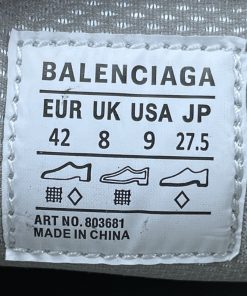 BALENCIAGA
EUR UK USA JP
42 8 9 27.5
ART NO. 803681
MADE IN CHINA